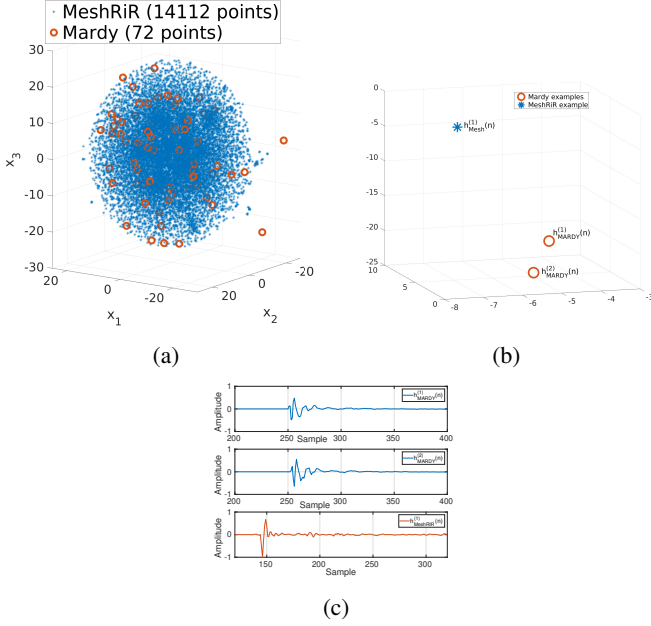 MeshRiR (14112 points)
Mardy (72 points)
30
20
10
0
-10
-20
-30
x3
20
0
-20
x1
20
0
-20
x2
(a)
Mardy examples
MeshRiR example
0
-5
-10
-15
-20
-25
10
5
0
-8
-7
-6
-5
-4
-3
h(1)Mesh(n)
h(1)MARDY(n)
h(2)MARDY(n)
(b)
1
0
-1
Amplitude
h(1)MARDY(n)
200
250
300
350
400
Sample
1
0
-1
Amplitude
h(2)MARDY(n)
200
250
300
350
400
Sample
1
0
-1
Amplitude
h(1)MeshRIR(n)
150
200
250
300
Sample
(c)